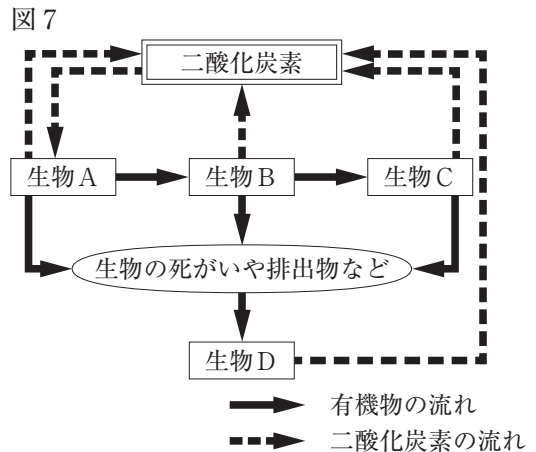 図7
二酸化炭素
生物A
生物B
生物C
生物の死がいや排出物など
生物D
有機物の流れ
二酸化炭素の流れ